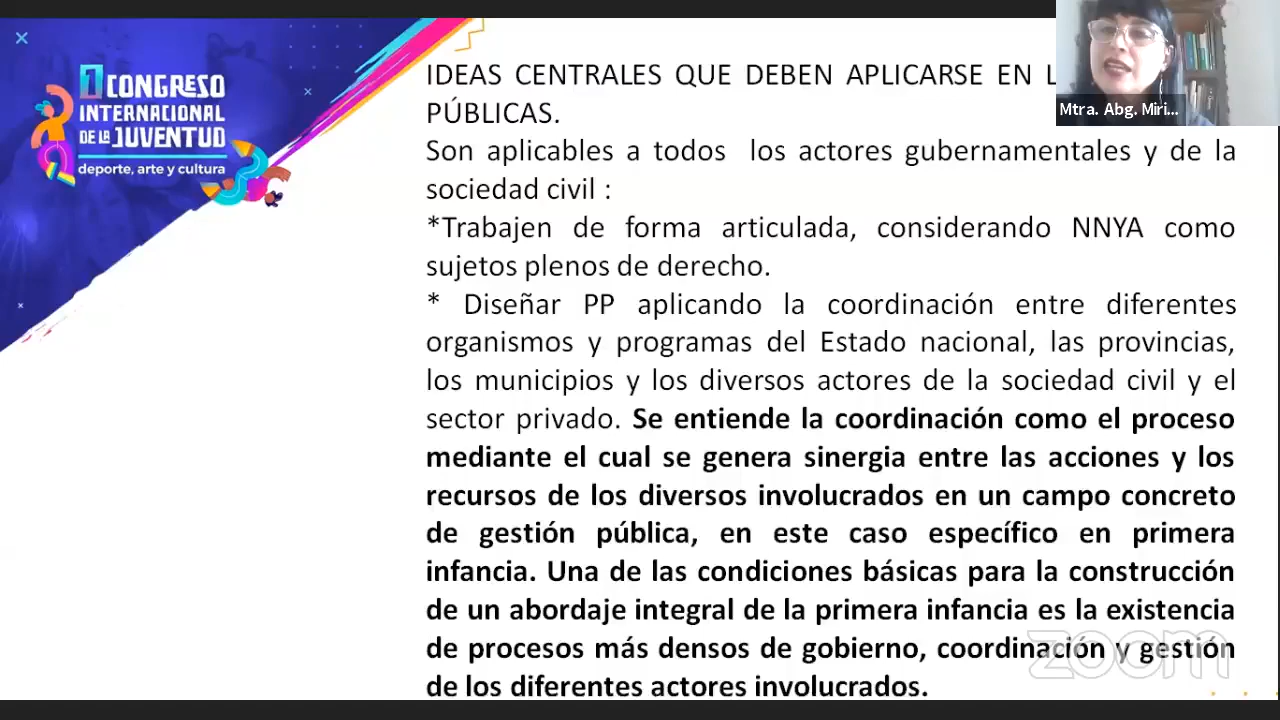 1 CONGRESO
INTERNACIONAL
DE LA JUVENTUD
deporte, arte y cultura
IDEAS CENTRALES QUE DEBEN APLICARSE EN L
PÚBLICAS.
Son aplicables a todos los actores gubernamentales y de la
sociedad civil :
*Trabajen de forma articulada, considerando NNYA como
sujetos plenos de derecho.
* Diseñar PP aplicando la coordinación entre diferentes
organismos y programas del Estado nacional, las provincias,
los municipios y los diversos actores de la sociedad civil y el
sector privado. Se entiende la coordinación como el proceso
mediante el cual se genera sinergia entre las acciones y los
recursos de los diversos involucrados en un campo concreto
de gestión pública, en este caso específico en primera
infancia. Una de las condiciones básicas para la construcción
de un abordaje integral de la primera infancia es la existencia
de procesos más densos de gobierno, coordinación y gestión
de los diferentes actores involucrados.
Mtra. Abg. Miri...
zoom